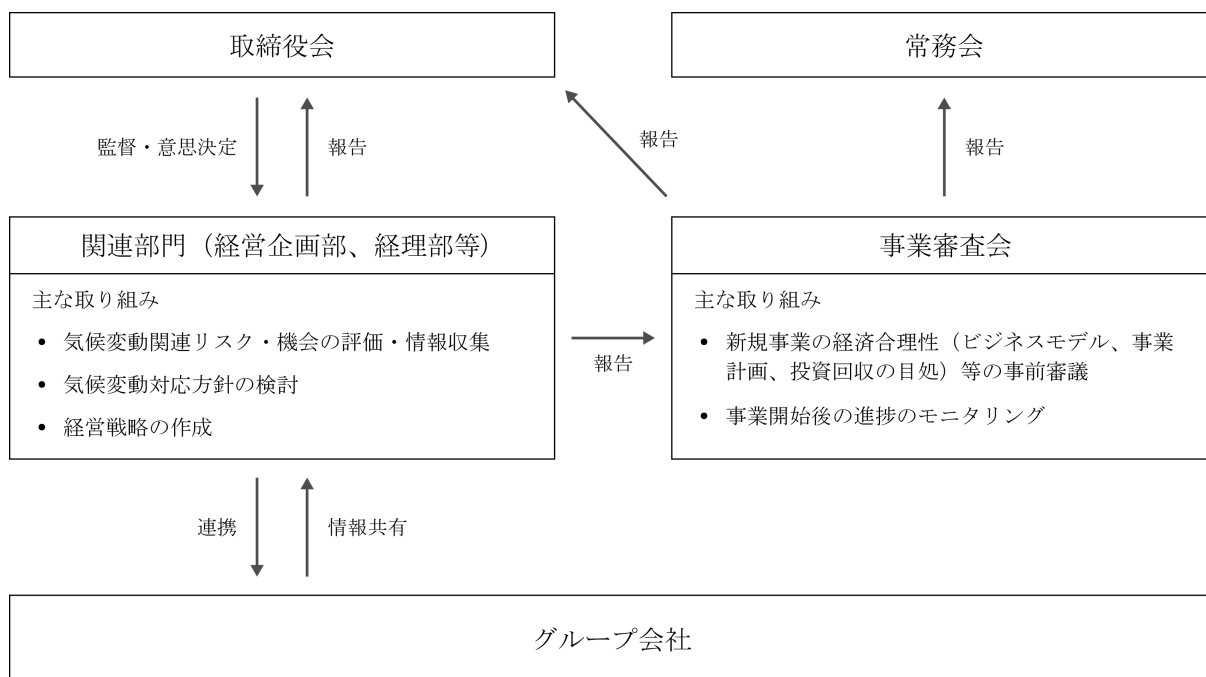 取締役会
常務会
監督・意思決定
報告
報告
報告
関連部門（経営企画部、経理部等）
主な取り組み
• 気候変動関連リスク・機会の評価・情報収集
• 気候変動対応方針の検討
• 経営戦略の作成
報告
事業審査会
主な取り組み
• 新規事業の経済合理性（ビジネスモデル、事業
計画、投資回収の目処）等の事前審議
• 事業開始後の進捗のモニタリング
連携
情報共有
グループ会社